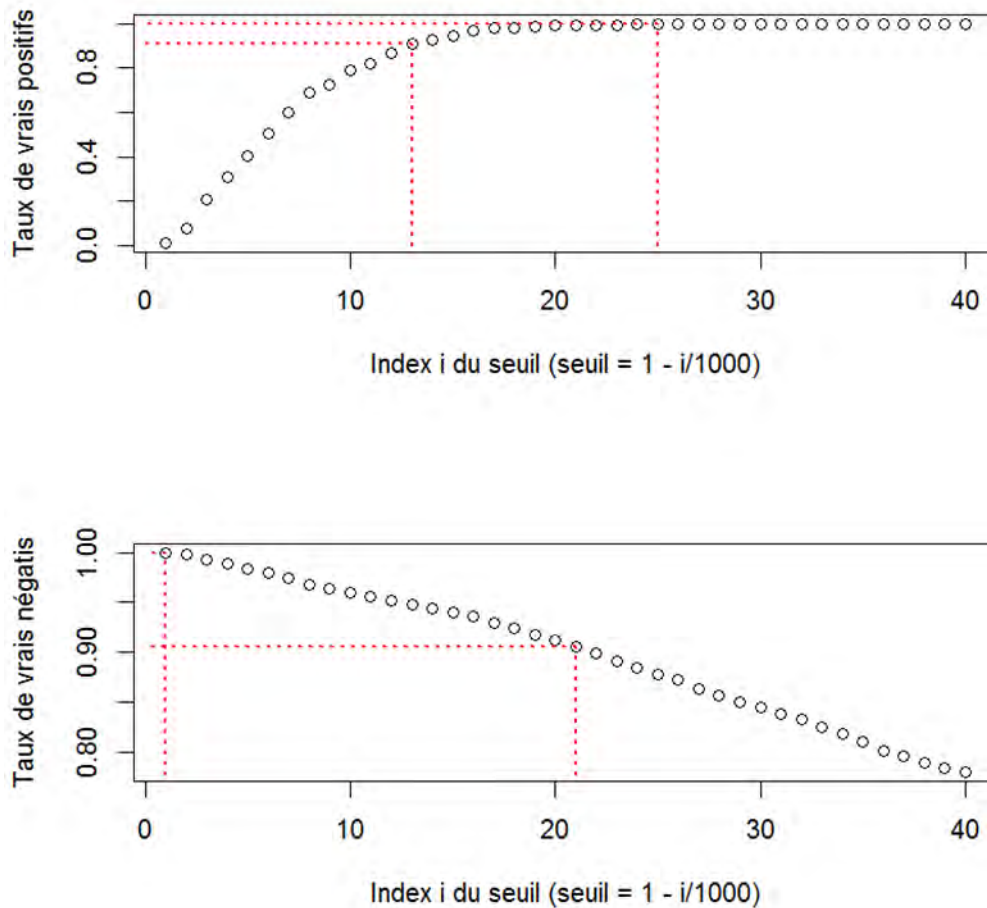 Taux de vrais positifs
0.0 0.4 0.8
0 10 20 30 40
Index i du seuil (seuil = 1 - i/1000)
Taux de vrais négatis
0.80 0.90 1.00
0 10 20 30 40
Index i du seuil (seuil = 1 - i/1000)